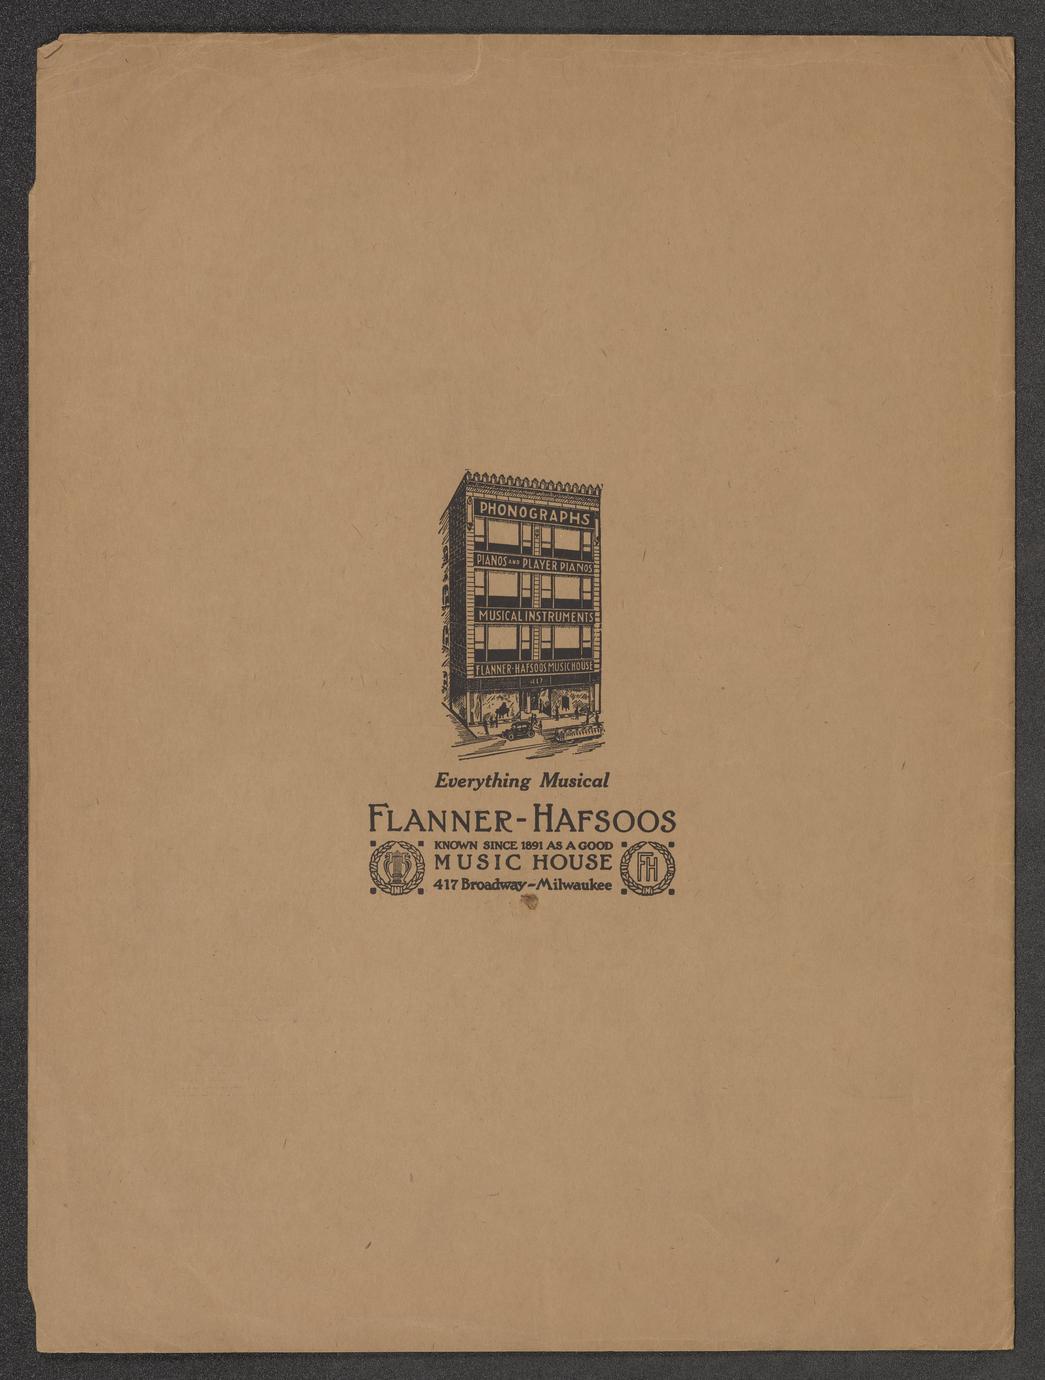 PHONOGRAPHS
PIANOS AND PLAYER PIANOS
MUSICAL INSTRUMENTS
FLANNER-HAFSOOS MUSIC HOUSE
417
Everything Musical
FLANNER-HAFSOOS
KNOWN SINCE 1891 AS A GOOD
MUSIC HOUSE
417 Broadway-Milwaukee
FH